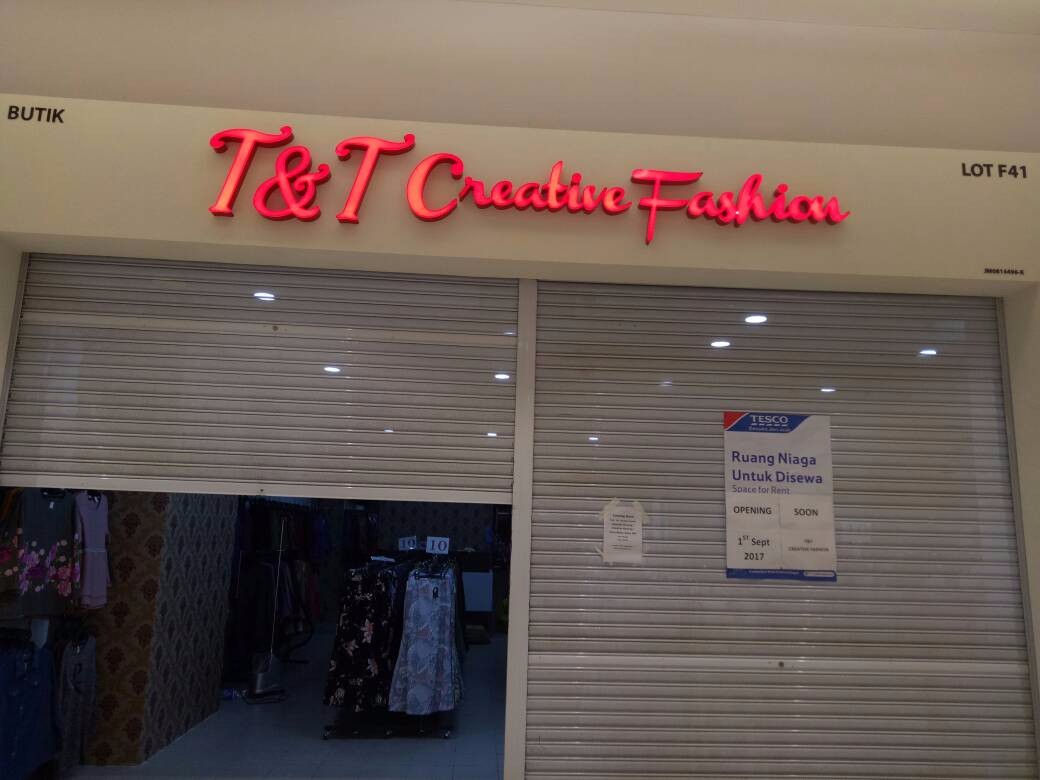 BUTIK
T&T Creative Fashion
LOT F41
TESCO
Ruang Niaga
Untuk Disewa
Space for Rent
OPENING SOON
1ST Sept
2017
T&T
CREATIVE FASHION
10
10